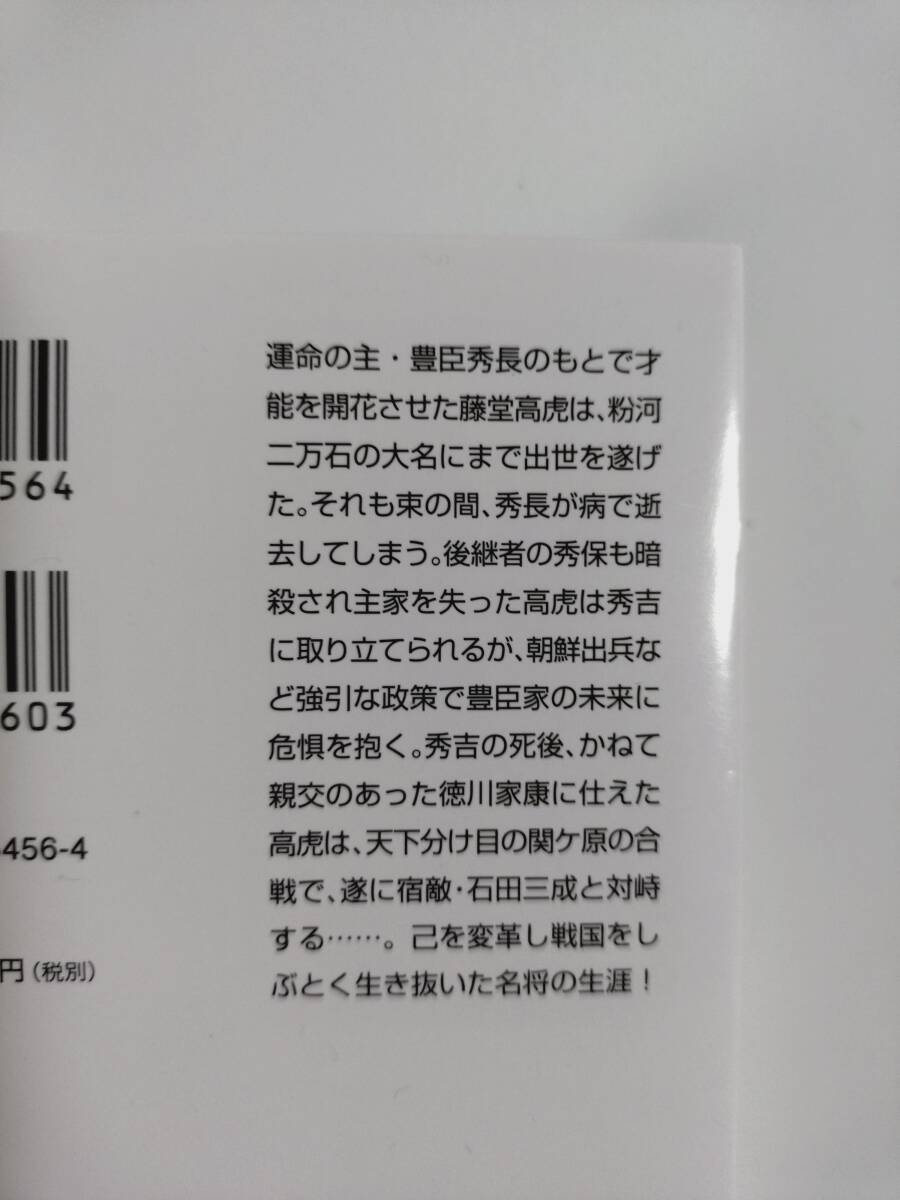 運命の主・豊臣秀長のもとで才
能を開花させた藤堂高虎は、粉河
二万石の大名にまで出世を遂げ
た。それも束の間、秀長が病で逝
去してしまう。後継者の秀保も暗
殺され主家を失った高虎は秀吉
に取り立てられるが、朝鮮出兵な
ど強引な政策で豊臣家の未来に
危惧を抱く。秀吉の死後、かねて
親交のあった徳川家康に仕えた
高虎は、天下分け目の関ケ原の合
戦で、遂に宿敵・石田三成と対峙
する……。己を変革し戦国をし
ぶとく生き抜いた名将の生涯！
564
603
456-4
円（税別）